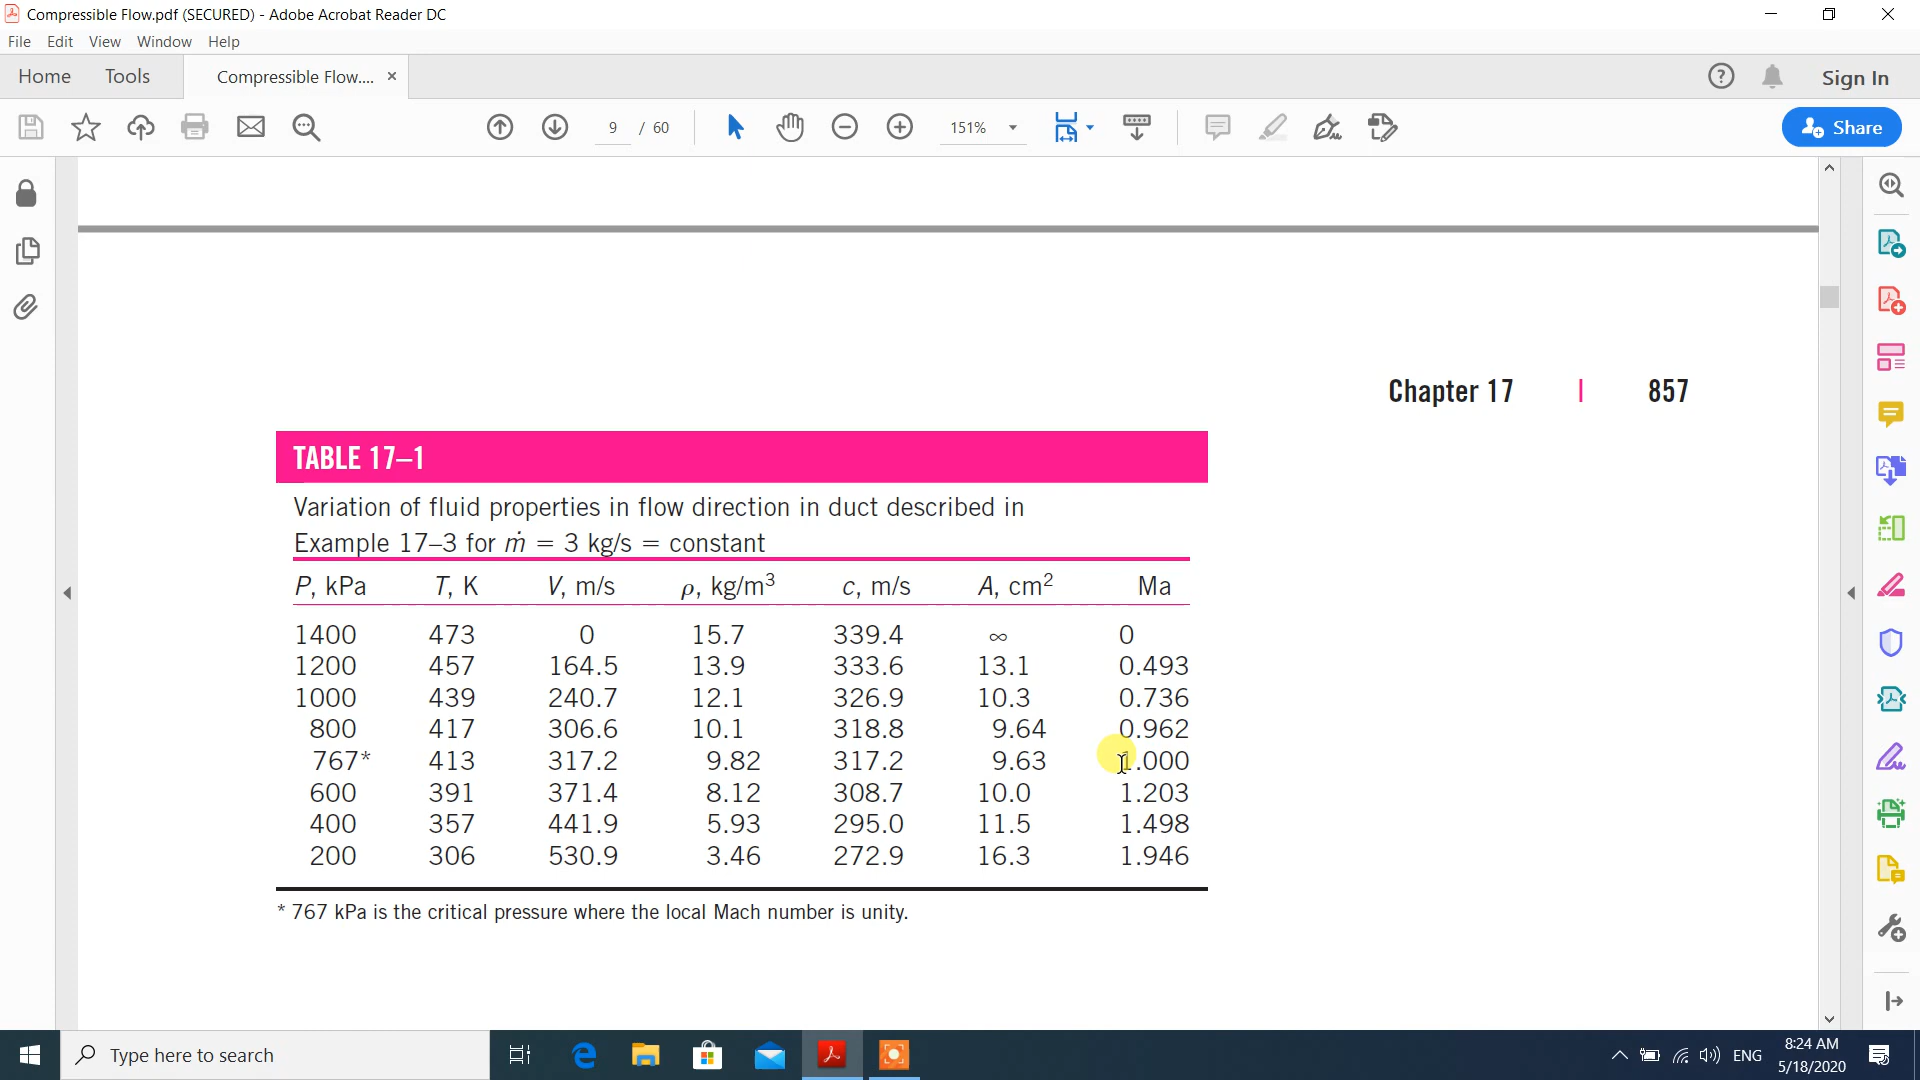 Compressible Flow.pdf (SECURED) - Adobe Acrobat Reader DC
File Edit View Window Help
Home Tools Compressible Flow.... × Sign In
9 / 60 151% Share
Chapter 17 | 857
TABLE 17–1
Variation of fluid properties in flow direction in duct described in
Example 17–3 for ṁ = 3 kg/s = constant
P, kPa T, K V, m/s ρ, kg/m³ c, m/s A, cm² Ma
1400 473 0 15.7 339.4 ∞ 0
1200 457 164.5 13.9 333.6 13.1 0.493
1000 439 240.7 12.1 326.9 10.3 0.736
800 417 306.6 10.1 318.8 9.64 0.962
767* 413 317.2 9.82 317.2 9.63 1.000
600 391 371.4 8.12 308.7 10.0 1.203
400 357 441.9 5.93 295.0 11.5 1.498
200 306 530.9 3.46 272.9 16.3 1.946
* 767 kPa is the critical pressure where the local Mach number is unity.
Type here to search
ENG
8:24 AM
5/18/2020